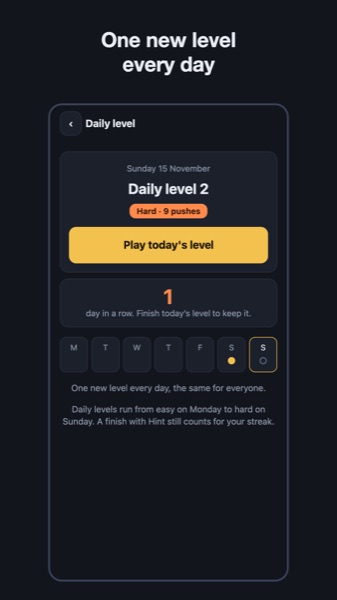 One new level
every day
‹ Daily level
Sunday 15 November
Daily level 2
Hard · 9 pushes
Play today's level
1
day in a row. Finish today's level to keep it.
M T W T F S S
One new level every day, the same for everyone.
Daily levels run from easy on Monday to hard on
Sunday. A finish with Hint still counts for your streak.